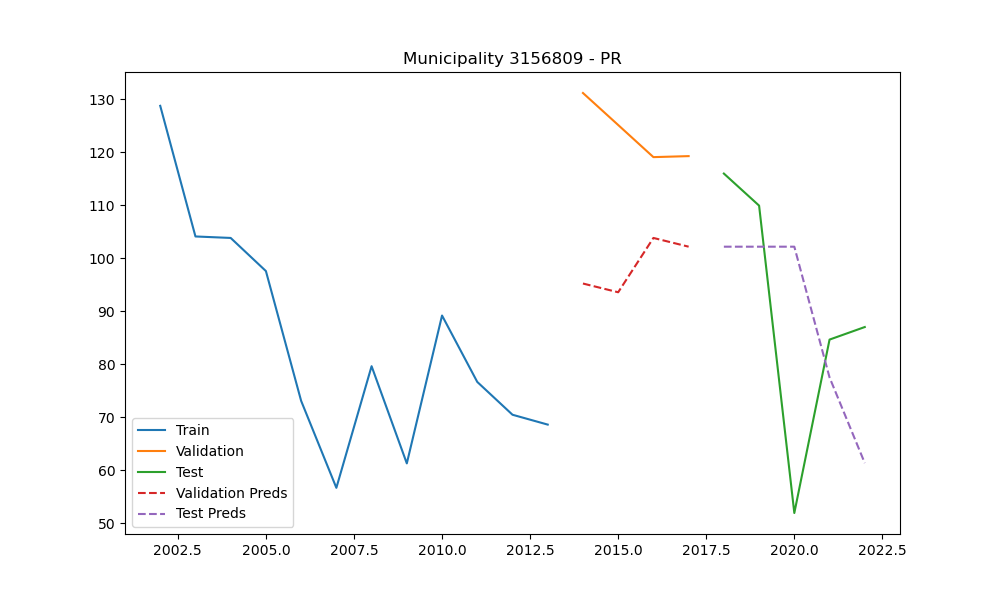 Municipality 3156809 - PR
130
120
110
100
90
80
70
60
50
Train
Validation
Test
Validation Preds
Test Preds
2002.5 2005.0 2007.5 2010.0 2012.5 2015.0 2017.5 2020.0 2022.5